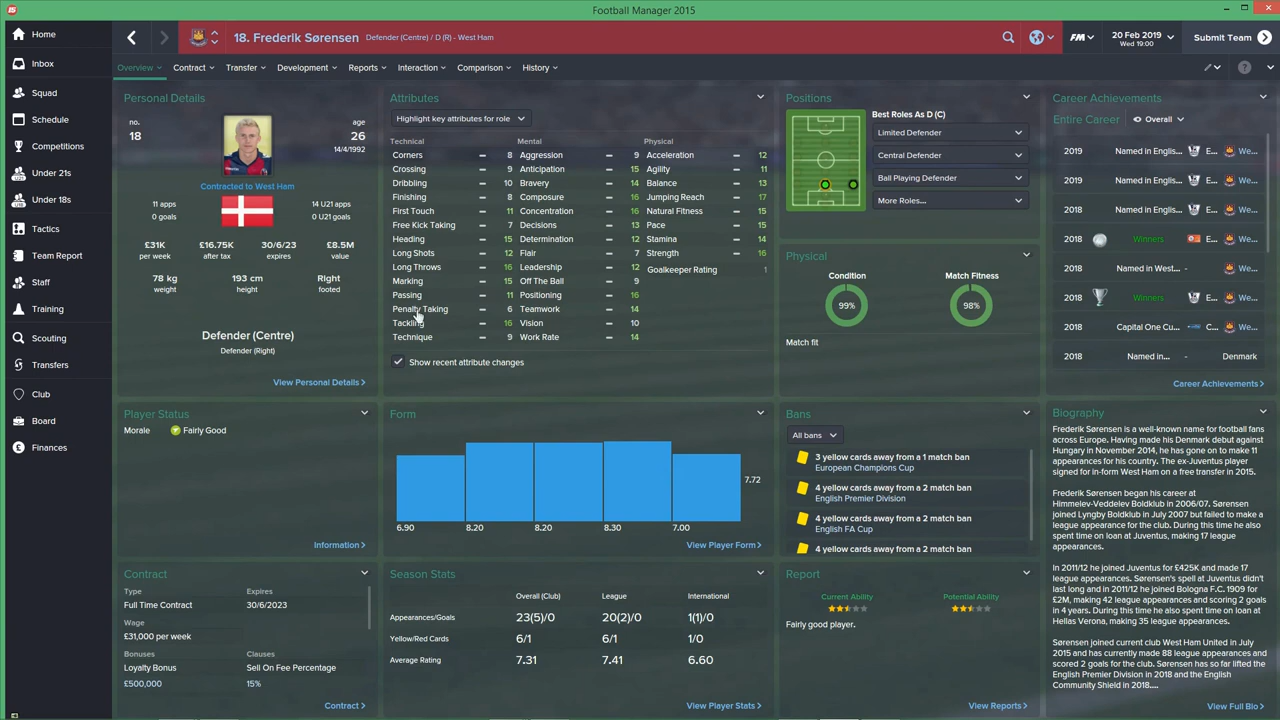 Football Manager 2015
Home
Inbox
Squad
Schedule
Competitions
Under 21s
Under 18s
Tactics
Team Report
Staff
Training
Scouting
Transfers
Club
Board
Finances
18. Frederik Sørensen Defender (Centre) / D (R) - West Ham
FM
20 Feb 2019
Wed 19:00
Submit Team
Overview Contract Transfer Development Reports Interaction Comparison History
Personal Details
no.
18
age
26
14/4/1992
Contracted to West Ham
11 apps
0 goals
14 U21 apps
0 U21 goals
£31K £16.75K 30/6/23 £8.5M
per week after tax expires value
78 kg 193 cm Right
weight height footed
Defender (Centre)
Defender (Right)
View Personal Details
Attributes
Highlight key attributes for role
Technical Mental Physical
Corners 8 Aggression 9 Acceleration 12
Crossing 9 Anticipation 15 Agility 11
Dribbling 10 Bravery 14 Balance 13
Finishing 8 Composure 16 Jumping Reach 17
First Touch 11 Concentration 16 Natural Fitness 15
Free Kick Taking 7 Decisions 13 Pace 15
Heading 15 Determination 12 Stamina 14
Long Shots 12 Flair 7 Strength 16
Long Throws 16 Leadership 12 Goalkeeper Rating 1
Marking 15 Off The Ball 9
Passing 11 Positioning 16
Penalty Taking 6 Teamwork 14
Tackling 16 Vision 10
Technique 9 Work Rate 14
Show recent attribute changes
Positions
Best Roles As D (C)
Limited Defender
Central Defender
Ball Playing Defender
More Roles...
Physical
Condition Match Fitness
99% 98%
Match fit
Career Achievements
Entire Career Overall
2019 Named in Englis... E... We...
2019 Named in Englis... E... We...
2018 Named in Englis... E... We...
2018 Winners E... We...
2018 Named in West... - We...
2018 Winners E... We...
2018 Capital One Cu... C... We...
2018 Named in... - Denmark
Career Achievements
Player Status
Morale Fairly Good
Information
Form
7.72
6.90 8.20 8.20 8.30 7.00
View Player Form
Bans
All bans
3 yellow cards away from a 1 match ban
European Champions Cup
4 yellow cards away from a 2 match ban
English Premier Division
4 yellow cards away from a 2 match ban
English FA Cup
4 yellow cards away from a 2 match ban
Biography
Frederik Sørensen is a well-known name for football fans
across Europe. Having made his Denmark debut against
Hungary in November 2014, he has gone on to make 11
appearances for his country. The ex-Juventus player
signed for in-form West Ham on a free transfer in 2015.
Frederik Sørensen began his career at
Himmelev-Veddelev Boldklub in 2006/07. Sørensen
joined Lyngby Boldklub in July 2007 but failed to make a
league appearance for the club. During this time he also
spent time on loan at Juventus, making 17 league
appearances.
In 2011/12 he joined Juventus for £425K and made 17
league appearances. Sørensen's spell at Juventus didn't
last long and in 2011/12 he joined Bologna F.C. 1909 for
£2M, making 42 league appearances and scoring 2 goals
in 4 years. During this time he also spent time on loan at
Hellas Verona, making 35 league appearances.
Sørensen joined current club West Ham United in July
2015 and has currently made 88 league appearances and
scored 2 goals for the club. Sørensen has so far lifted the
English Premier Division in 2018 and the English
Community Shield in 2018....
View Full Bio
Contract
Type Expires
Full Time Contract 30/6/2023
Wage
£31,000 per week
Bonuses Clauses
Loyalty Bonus Sell On Fee Percentage
£500,000 15%
Contract
Season Stats
Overall (Club) League International
Appearances/Goals 23(5)/0 20(2)/0 1(1)/0
Yellow/Red Cards 6/1 6/1 1/0
Average Rating 7.31 7.41 6.60
View Player Stats
Report
Current Ability Potential Ability
Fairly good player.
View Reports